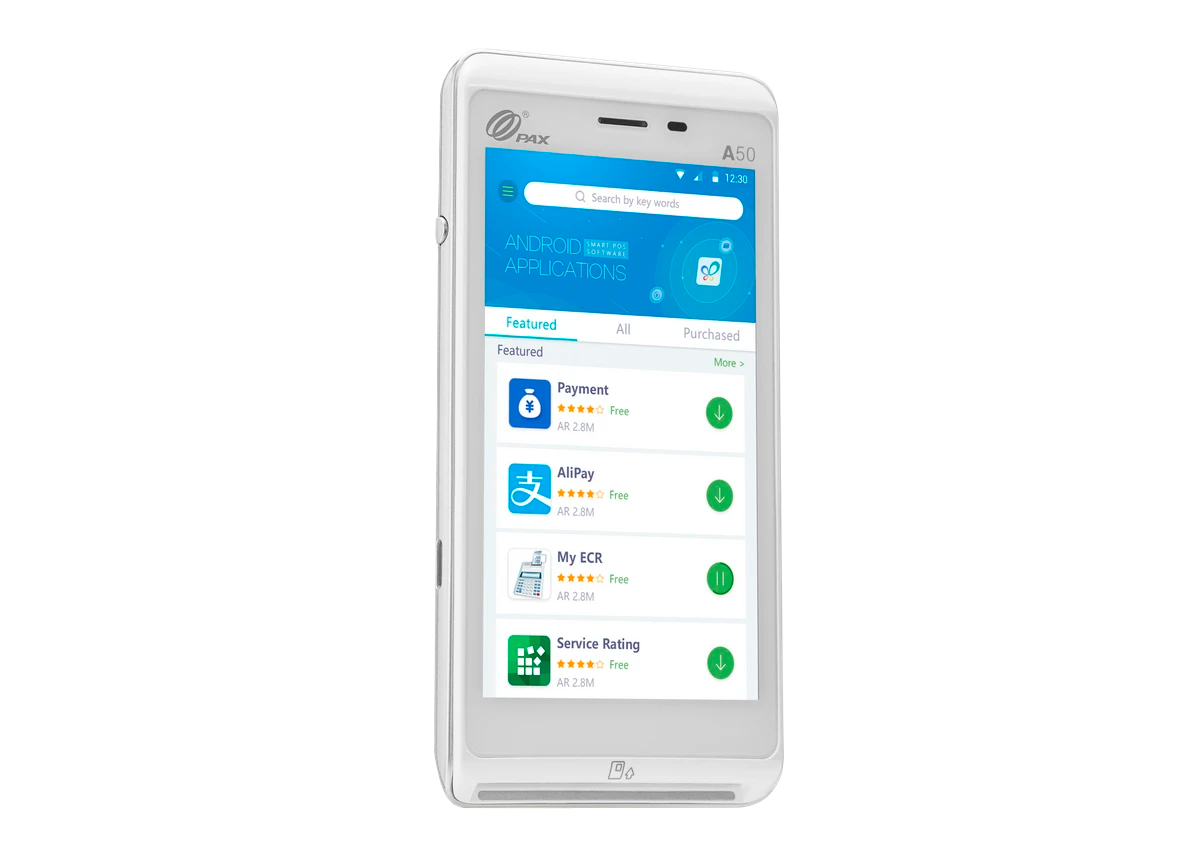 PAX®
A50
12:30
Search by key words
ANDROID SMART POS SOFTWARE
APPLICATIONS
Featured All Purchased
Featured More >
Payment
Free
AR 2.8M
AliPay
支
Free
AR 2.8M
My ECR
Free
AR 2.8M
Service Rating
Free
AR 2.8M